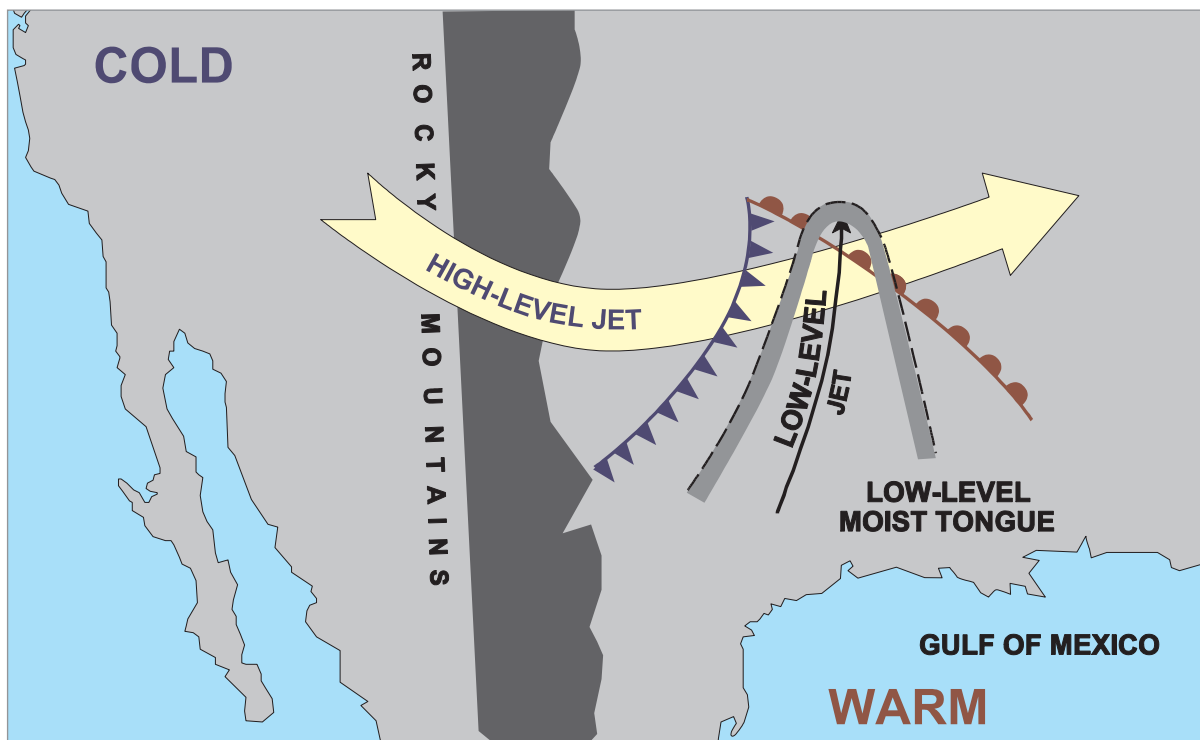 COLD
ROCKY MOUNTAINS
HIGH-LEVEL JET
LOW-LEVEL
JET
LOW-LEVEL
MOIST TONGUE
GULF OF MEXICO
WARM